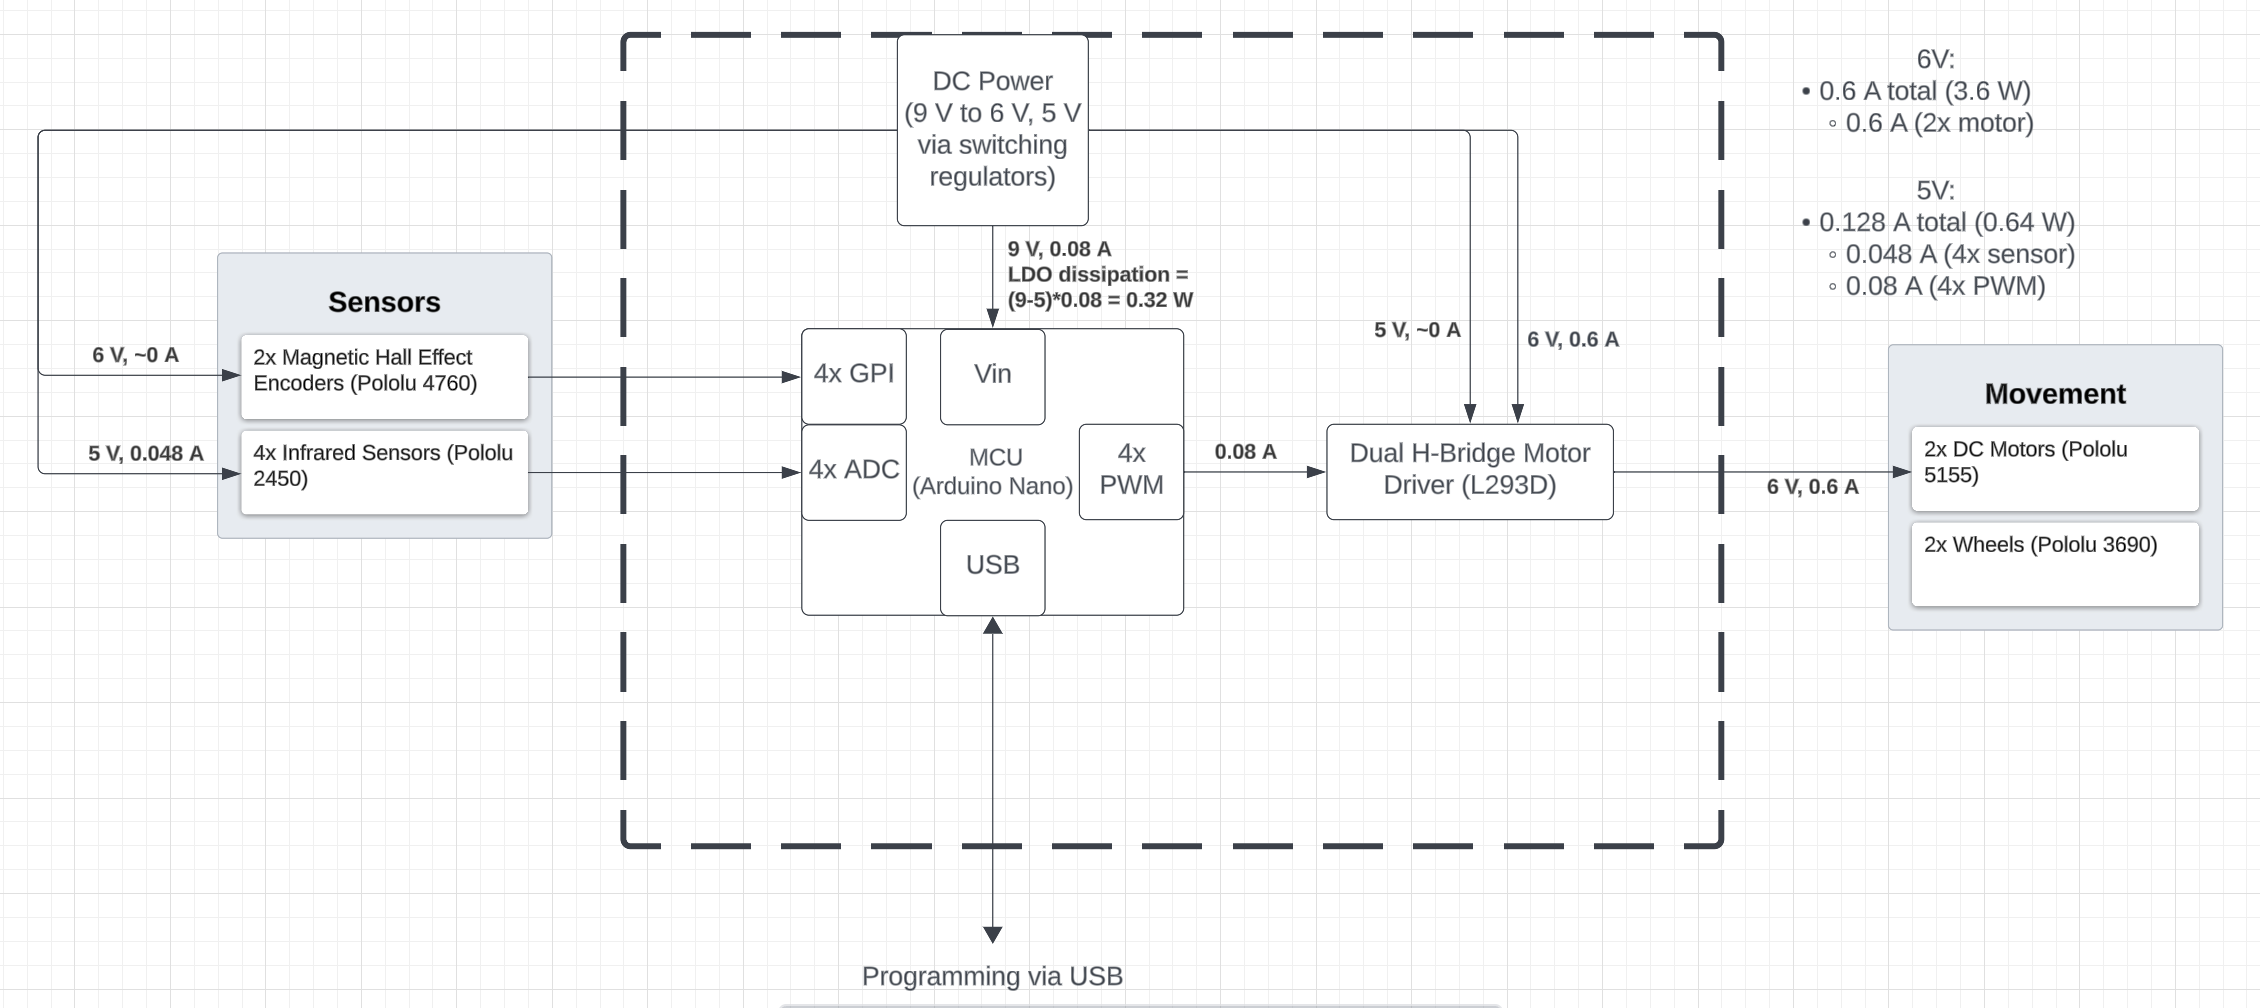 DC Power
(9 V to 6 V, 5 V
via switching
regulators)
9 V, 0.08 A
LDO dissipation =
(9-5)*0.08 = 0.32 W
Sensors
6 V, ~0 A
2x Magnetic Hall Effect
Encoders (Pololu 4760)
5 V, 0.048 A
4x Infrared Sensors (Pololu
2450)
4x GPI
Vin
4x ADC
MCU
(Arduino Nano)
4x
PWM
USB
0.08 A
5 V, ~0 A
6 V, 0.6 A
Dual H-Bridge Motor
Driver (L293D)
6 V, 0.6 A
6V:
• 0.6 A total (3.6 W)
◦ 0.6 A (2x motor)
5V:
• 0.128 A total (0.64 W)
◦ 0.048 A (4x sensor)
◦ 0.08 A (4x PWM)
Movement
2x DC Motors (Pololu
5155)
2x Wheels (Pololu 3690)
Programming via USB